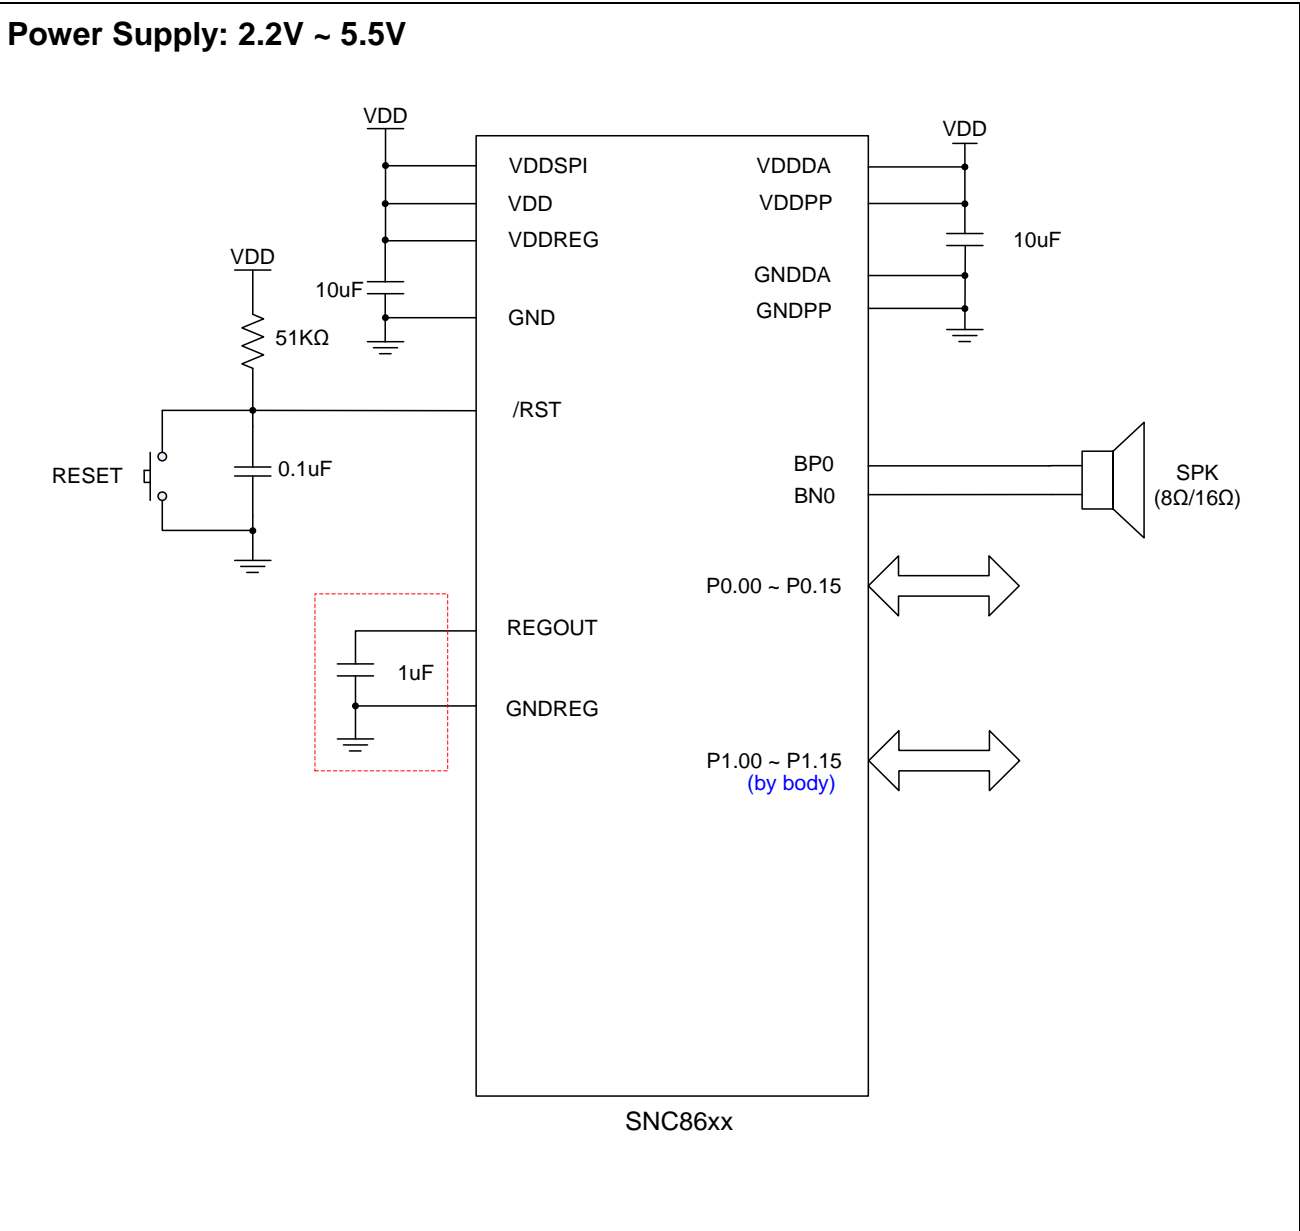 Power Supply: 2.2V ~ 5.5V
VDD
VDD
VDDSPI
VDDDA
VDD
VDDPP
VDDREG
10uF
VDD
GNDDA
10uF
GND
GNDPP
51KΩ
/RST
BP0
RESET
0.1uF
SPK
BN0
(8Ω/16Ω)
P0.00 ~ P0.15
REGOUT
1uF
GNDREG
P1.00 ~ P1.15
(by body)
SNC86xx